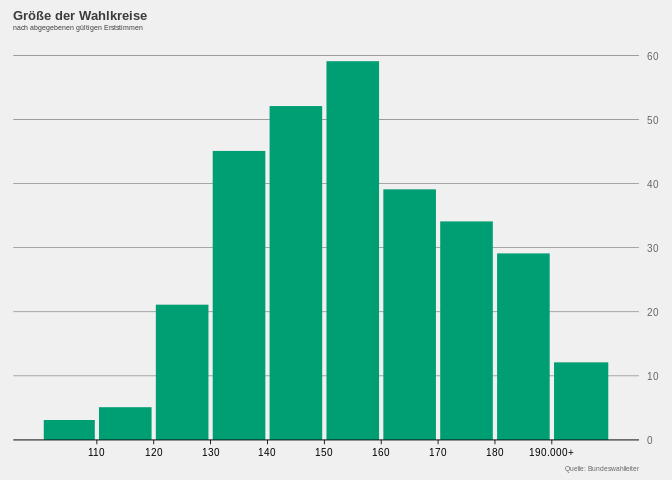 Größe der Wahlkreise
nach abgegebenen gültigen Erststimmen
60
50
40
30
20
10
0
110 120 130 140 150 160 170 180 190.000+
Quelle: Bundeswahlleiter